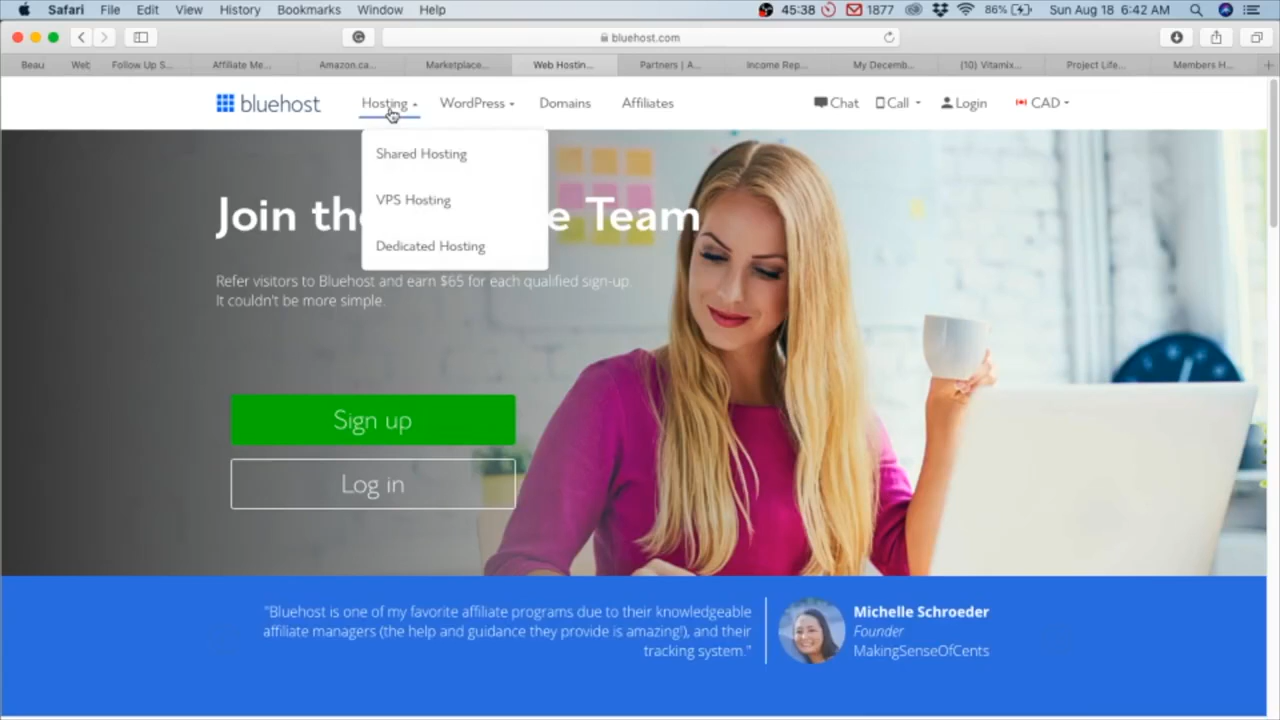 Safari File Edit View History Bookmarks Window Help 45:38 1877 86% Sun Aug 18 6:42 AM
bluehost.com
Beau Web Follow Up S... Affiliate Me... Amazon.ca... Marketplace... Web Hostin... Partners | A... Income Rep... My Decemb... (10) Vitamix... Project Life... Members H...
bluehost Hosting WordPress Domains Affiliates Chat Call Login CAD
Shared Hosting
VPS Hosting
Dedicated Hosting
Join th e Team
Refer visitors to Bluehost and earn $65 for each qualified sign-up.
It couldn't be more simple.
Sign up
Log in
"Bluehost is one of my favorite affiliate programs due to their knowledgeable
affiliate managers (the help and guidance they provide is amazing!), and their
tracking system."
Michelle Schroeder
Founder
MakingSenseOfCents